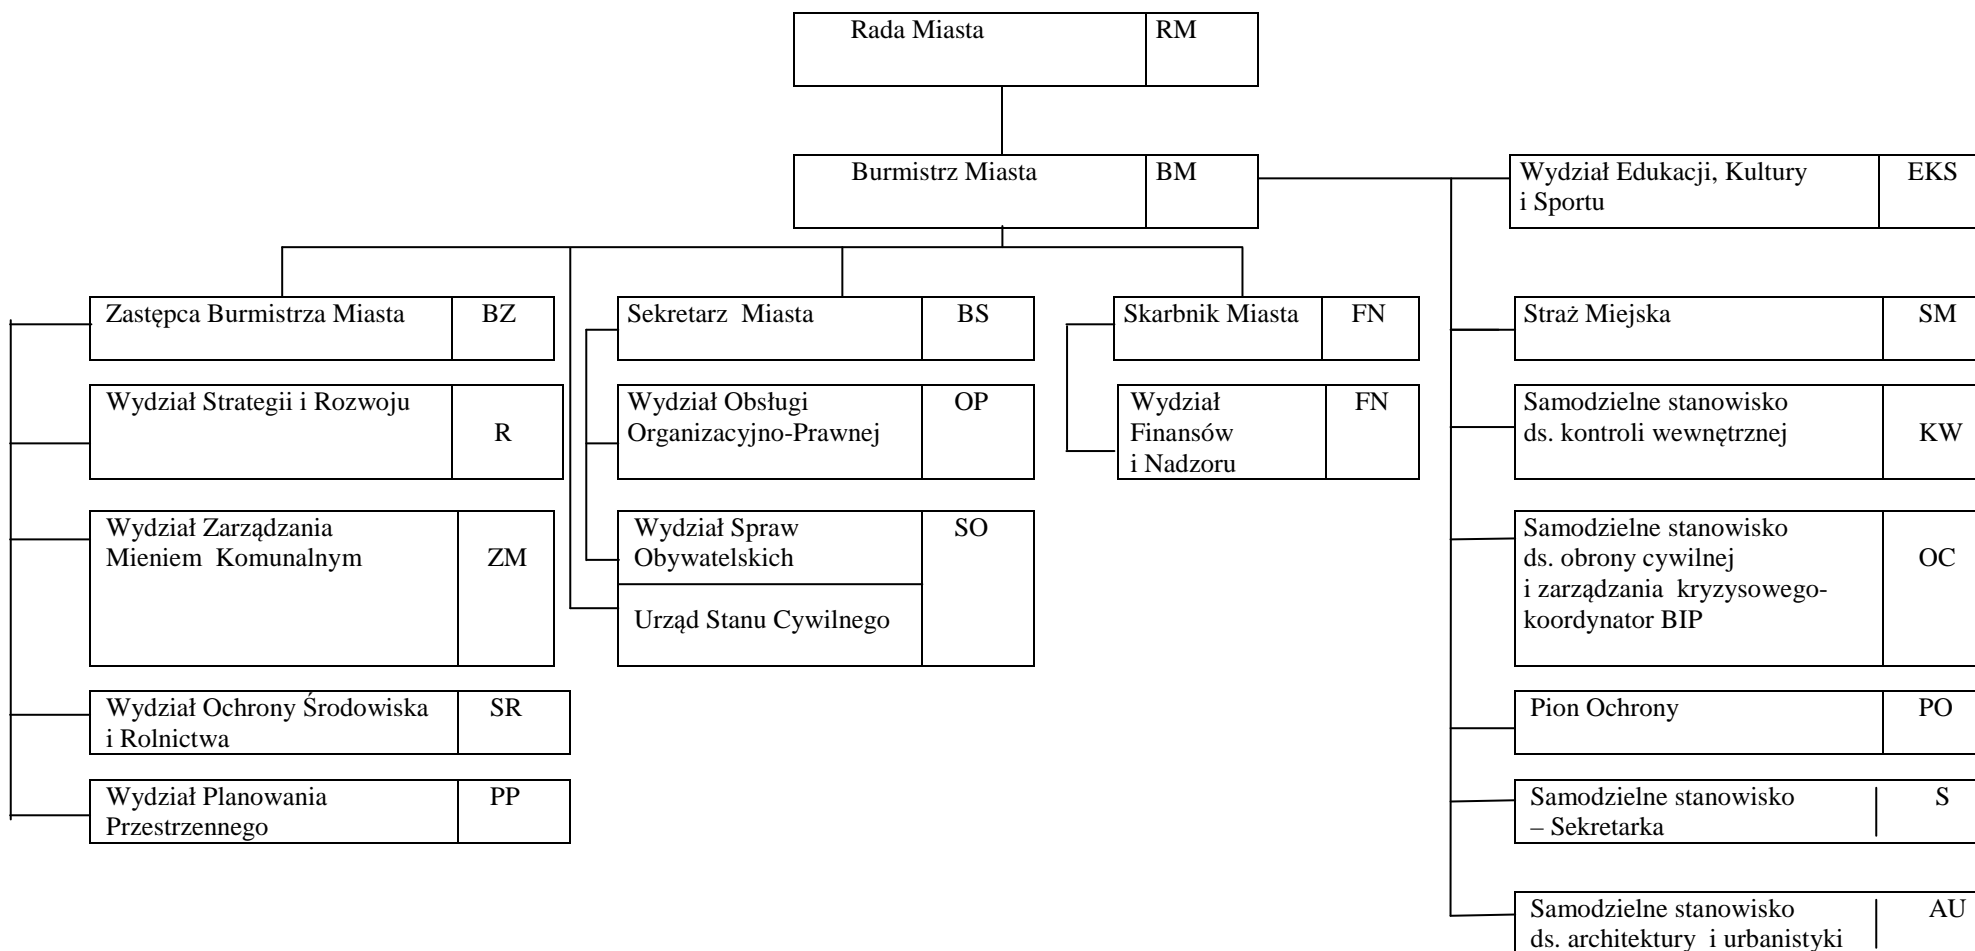 Rada Miasta RM
Burmistrz Miasta BM
Wydział Edukacji, Kultury EKS
i Sportu
Zastępca Burmistrza Miasta BZ
Sekretarz Miasta BS
Skarbnik Miasta FN
Straż Miejska SM
Wydział Strategii i Rozwoju
R
Wydział Obsługi OP
Organizacyjno-Prawnej
Wydział FN
Finansów
i Nadzoru
Samodzielne stanowisko
ds. kontroli wewnętrznej KW
Wydział Zarządzania
Mieniem Komunalnym ZM
Wydział Spraw SO
Obywatelskich
Urząd Stanu Cywilnego
Samodzielne stanowisko
ds. obrony cywilnej OC
i zarządzania kryzysowego-
koordynator BIP
Wydział Ochrony Środowiska SR
i Rolnictwa
Pion Ochrony PO
Wydział Planowania PP
Przestrzennego
Samodzielne stanowisko S
– Sekretarka
Samodzielne stanowisko AU
ds. architektury i urbanistyki